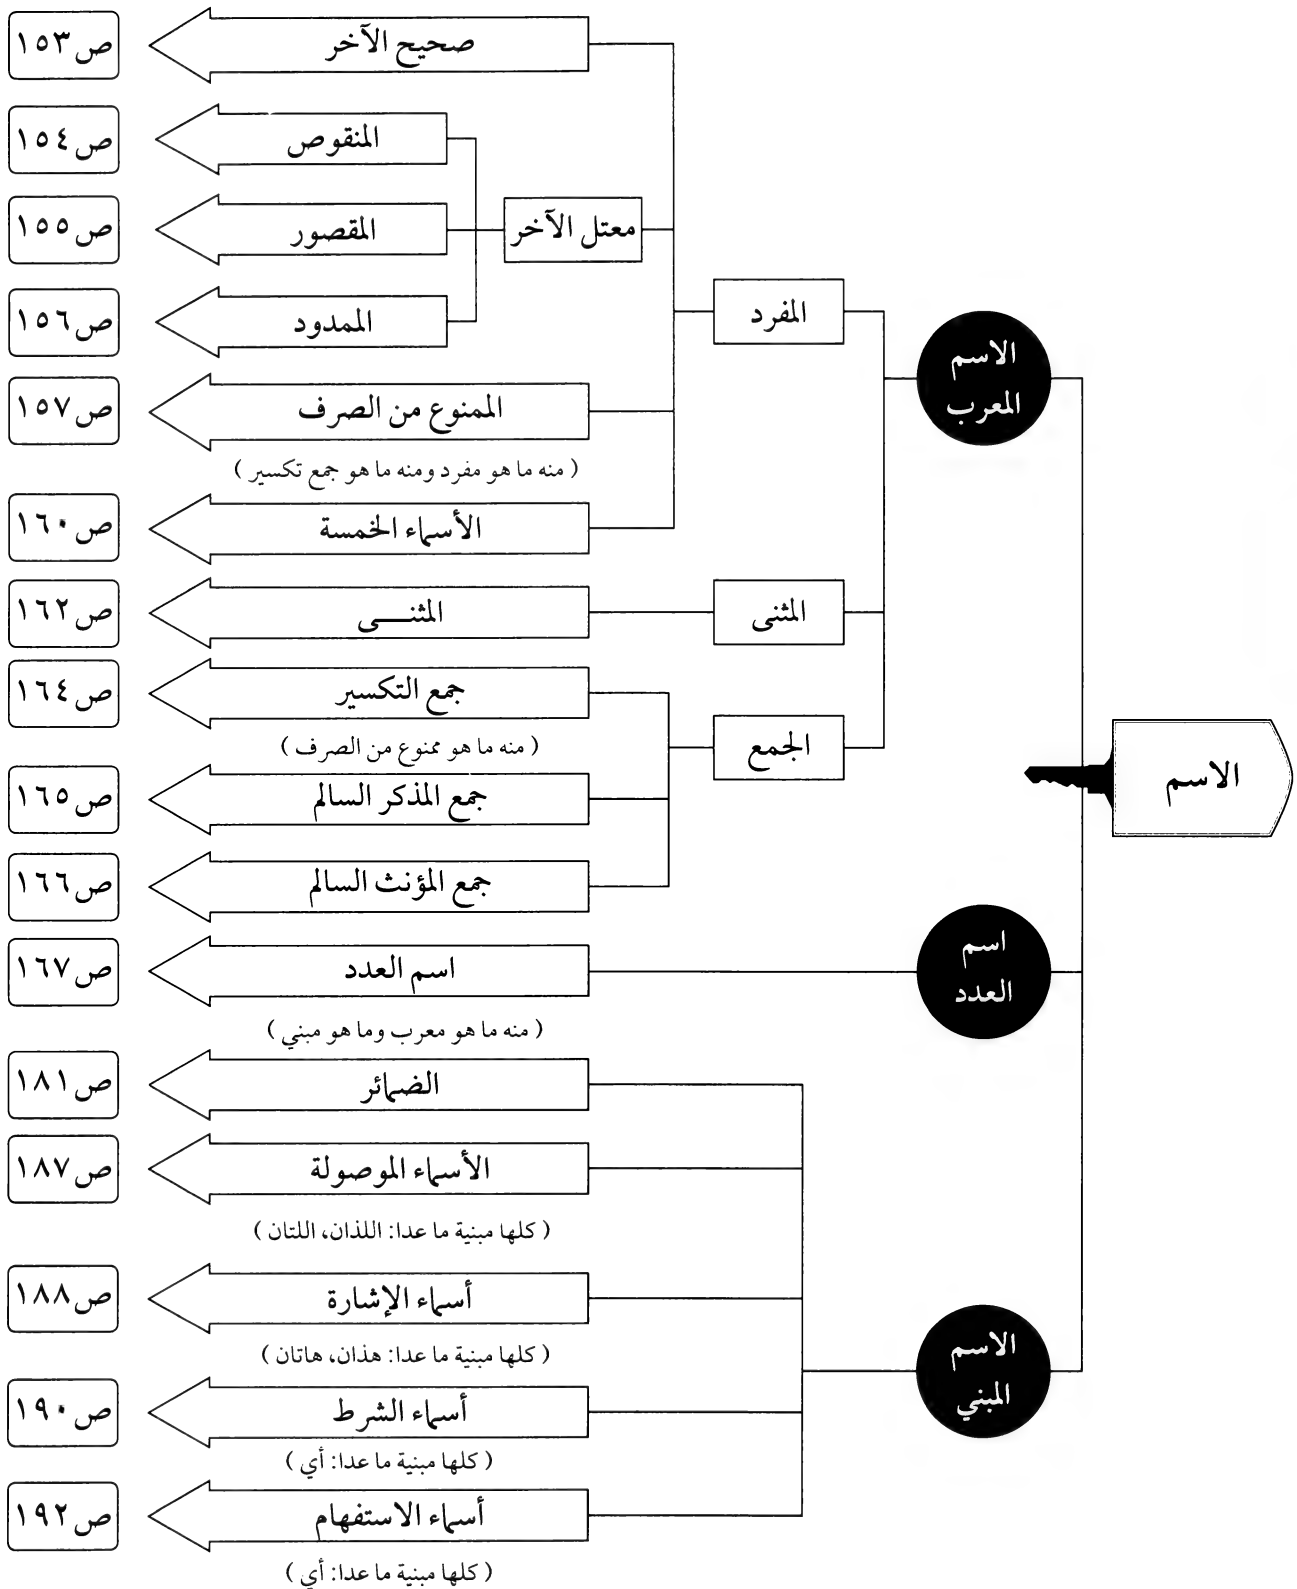 الاسم
الاسم
المعرب
المفرد
صحيح الآخر
ص ١٥٣
معتل الآخر
المنقوص
ص ١٥٤
المقصور
ص ١٥٥
الممدود
ص ١٥٦
الممنوع من الصرف
ص ١٥٧
( منه ما هو مفرد ومنه ما هو جمع تكسير )
الأسماء الخمسة
ص ١٦٠
المثنى
المثنــــى
ص ١٦٢
الجمع
جمع التكسير
ص ١٦٤
( منه ما هو ممنوع من الصرف )
جمع المذكر السالم
ص ١٦٥
جمع المؤنث السالم
ص ١٦٦
اسم
العدد
اسم العدد
ص ١٦٧
( منه ما هو معرب وما هو مبني )
الاسم
المبني
الضمائر
ص ١٨١
الأسماء الموصولة
ص ١٨٧
( كلها مبنية ما عدا: اللذان، اللتان )
أسماء الإشارة
ص ١٨٨
( كلها مبنية ما عدا: هذان، هاتان )
أسماء الشرط
ص ١٩٠
( كلها مبنية ما عدا: أي )
أسماء الاستفهام
ص ١٩٢
( كلها مبنية ما عدا: أي )